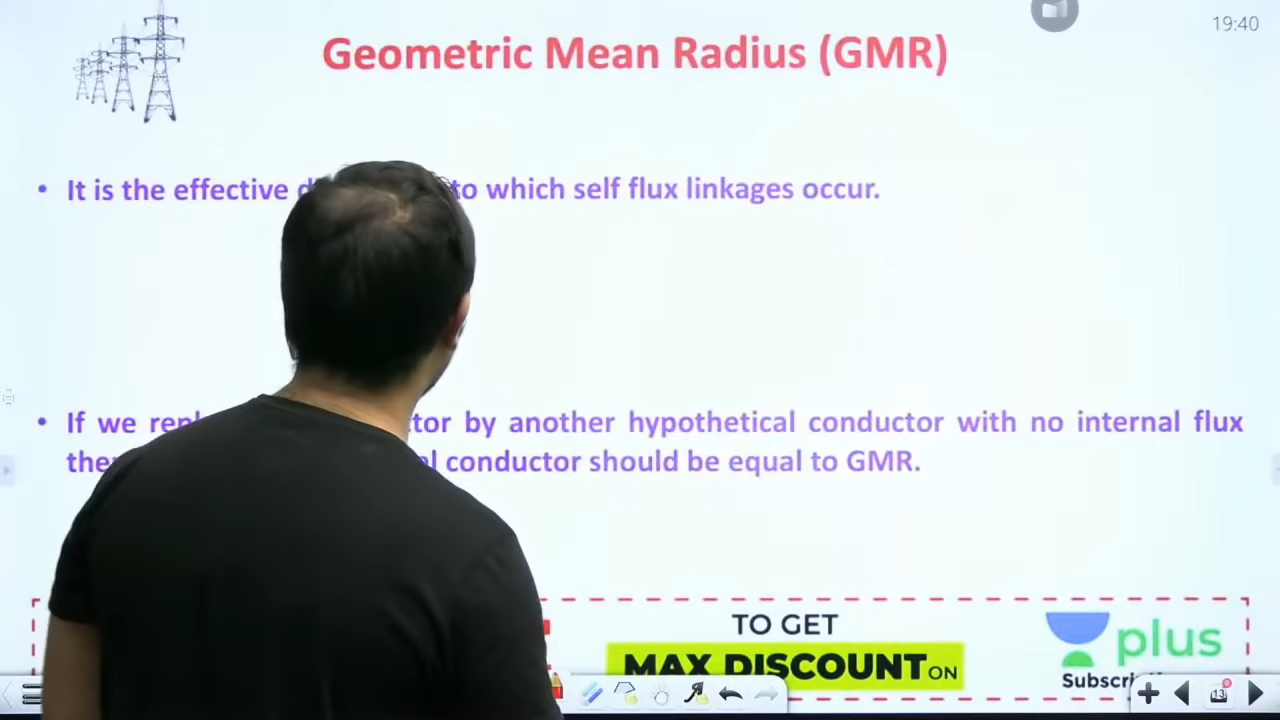 19:40
Geometric Mean Radius (GMR)
• It is the effective to which self flux linkages occur.
• If we by another hypothetical conductor with no internal flux
conductor should be equal to GMR.
TO GET
MAX DISCOUNT ON
plus
13